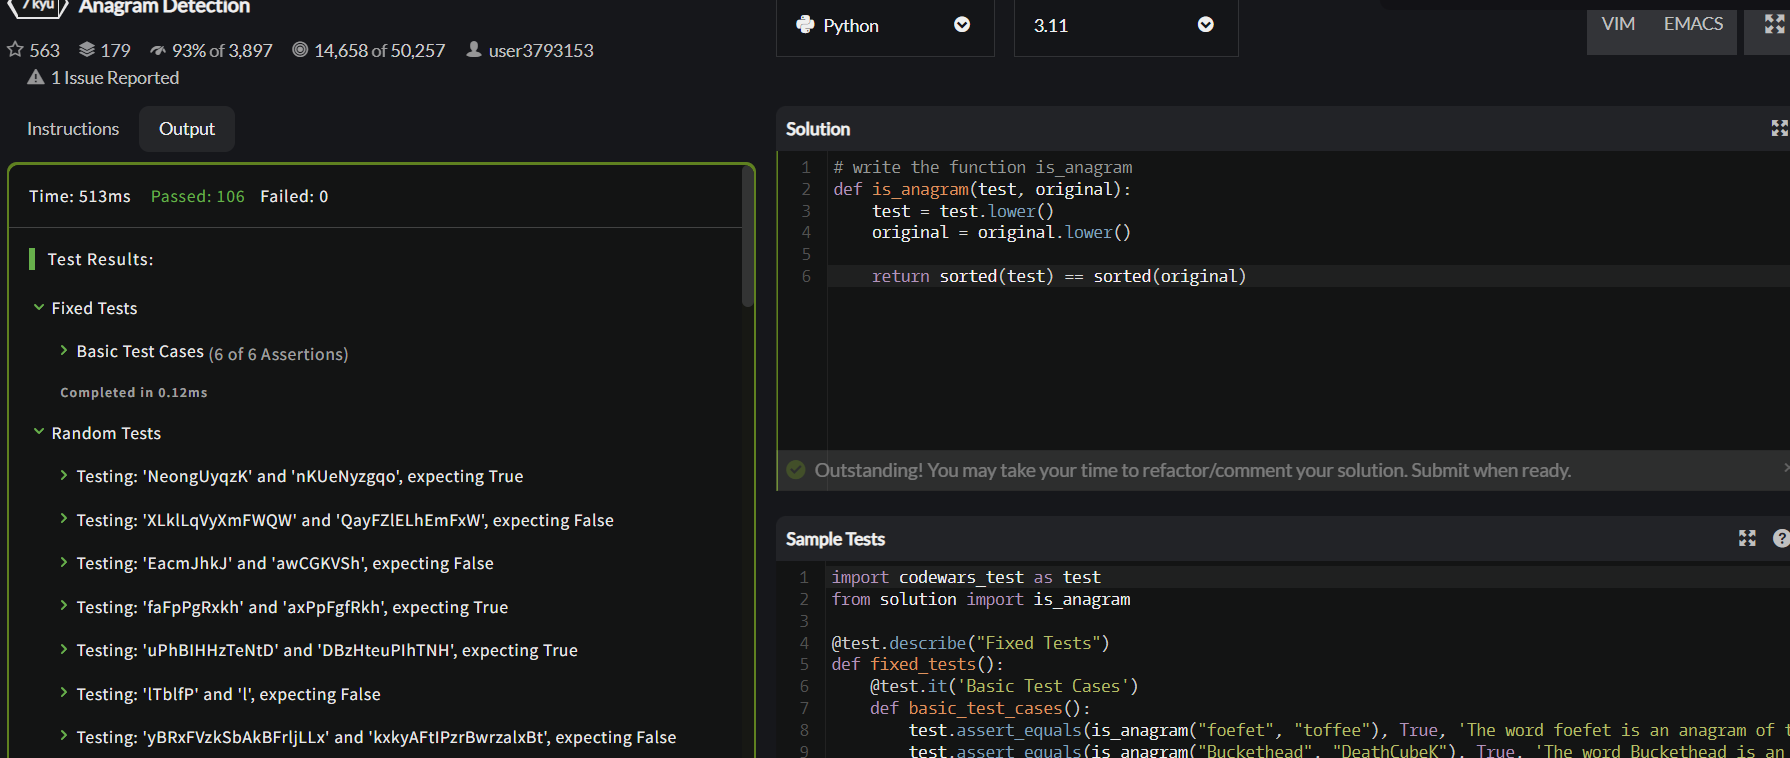 7 kyu Anagram Detection
563 179 93% of 3,897 14,658 of 50,257 user3793153
1 Issue Reported
Instructions Output
Time: 513ms Passed: 106 Failed: 0
Test Results:
Fixed Tests
Basic Test Cases (6 of 6 Assertions)
Completed in 0.12ms
Random Tests
Testing: 'NeongUyqzK' and 'nKUeNyzgqo', expecting True
Testing: 'XLklLqVyXmFWQW' and 'QayFZlELhEmFxW', expecting False
Testing: 'EacmJhkJ' and 'awCGKVSh', expecting False
Testing: 'faFpPgRxkh' and 'axPpFgfRkh', expecting True
Testing: 'uPhBIHHzTeNtD' and 'DBzHteuPIhTNH', expecting True
Testing: 'lTblfP' and 'l', expecting False
Testing: 'yBRxFVzkSbAkBFrljLLx' and 'kxkyAFtIPzrBwrzalxBt', expecting False
Python 3.11 VIM EMACS
Solution
1 # write the function is_anagram
2 def is_anagram(test, original):
3 test = test.lower()
4 original = original.lower()
5
6 return sorted(test) == sorted(original)
Outstanding! You may take your time to refactor/comment your solution. Submit when ready.
Sample Tests
1 import codewars_test as test
2 from solution import is_anagram
3
4 @test.describe("Fixed Tests")
5 def fixed_tests():
6 @test.it('Basic Test Cases')
7 def basic_test_cases():
8 test.assert_equals(is_anagram("foefet", "toffee"), True, 'The word foefet is an anagram of
9 test.assert_equals(is_anagram("Buckethead", "DeathCubeK"), True, 'The word Buckethead is an